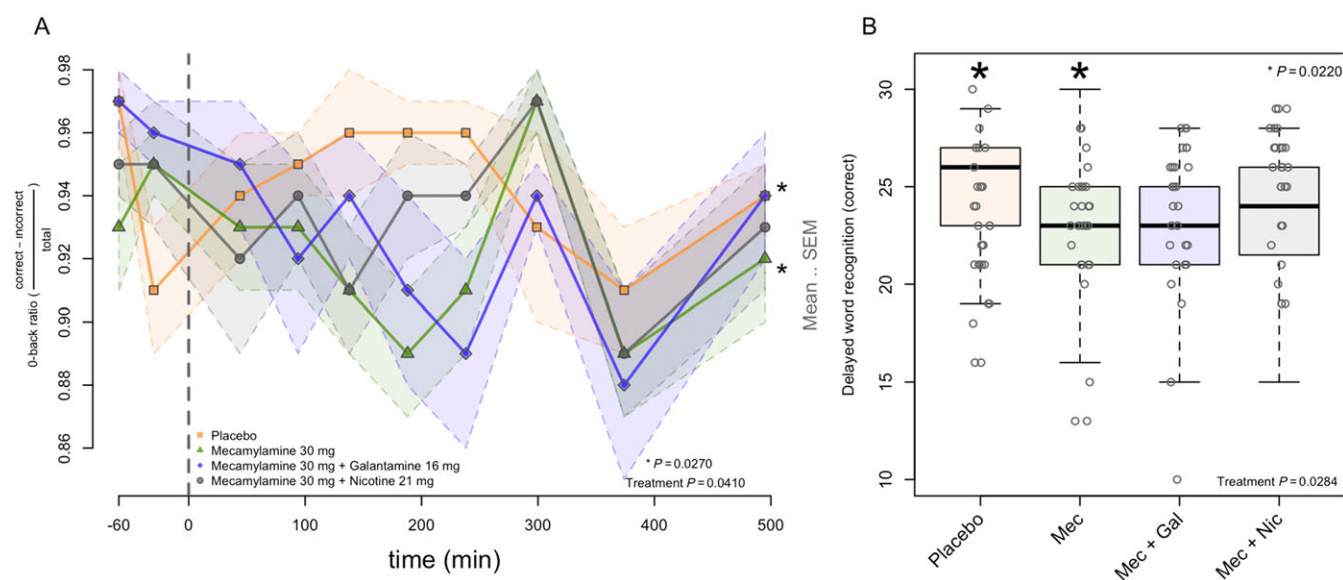 A
0.98
0.96
0.94
0.92
0.90
0.88
0.86
0-back ratio ( correct – mcorrect / total )
Placebo
Mecamylamine 30 mg
Mecamylamine 30 mg + Galantamine 16 mg
Mecamylamine 30 mg + Nicotine 21 mg
*
*
* P = 0.0270
Treatment P = 0.0410
-60 0 100 200 300 400 500
time (min)
Mean .. SEM
B
30
25
20
15
10
Delayed word recognition (correct)
* *
* P = 0.0220
Treatment P = 0.0284
Placebo
Mec
Mec + Gal
Mec + Nic